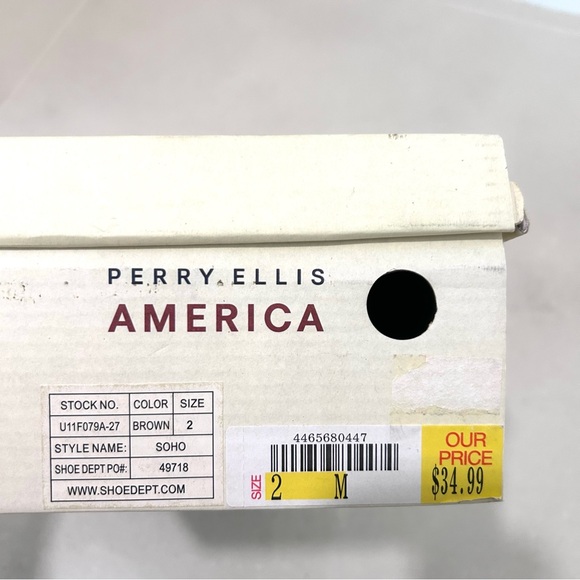 PERRY ELLIS
AMERICA
STOCK NO. COLOR SIZE
U11F079A-27 BROWN 2
STYLE NAME: SOHO
SHOE DEPT PO#: 49718
WWW.SHOEDEPT.COM
4465680447
SIZE 2 M
OUR
PRICE
$34.99